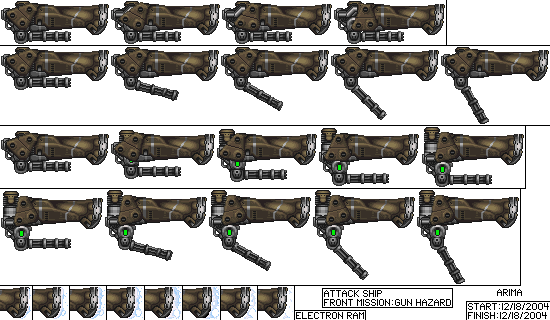 ATTACK SHIP
FRONT MISSION:GUN HAZARD
ELECTRON RAM
ARIMA
START:12/18/2004
FINISH:12/18/2004